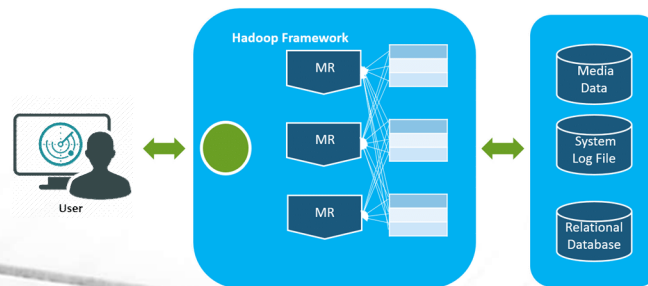 Hadoop Framework
MR
MR
MR
User
Media
Data
System
Log File
Relational
Database